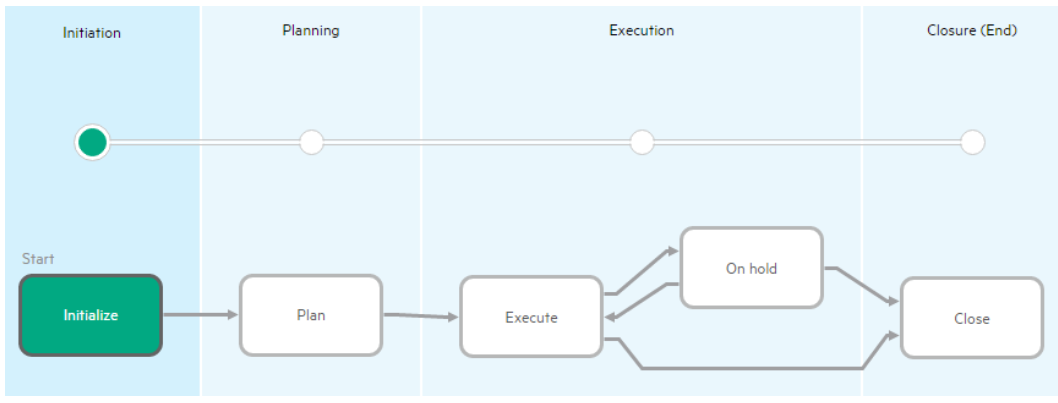 Initiation
Planning
Execution
Closure (End)
Start
Initialize
Plan
Execute
On hold
Close